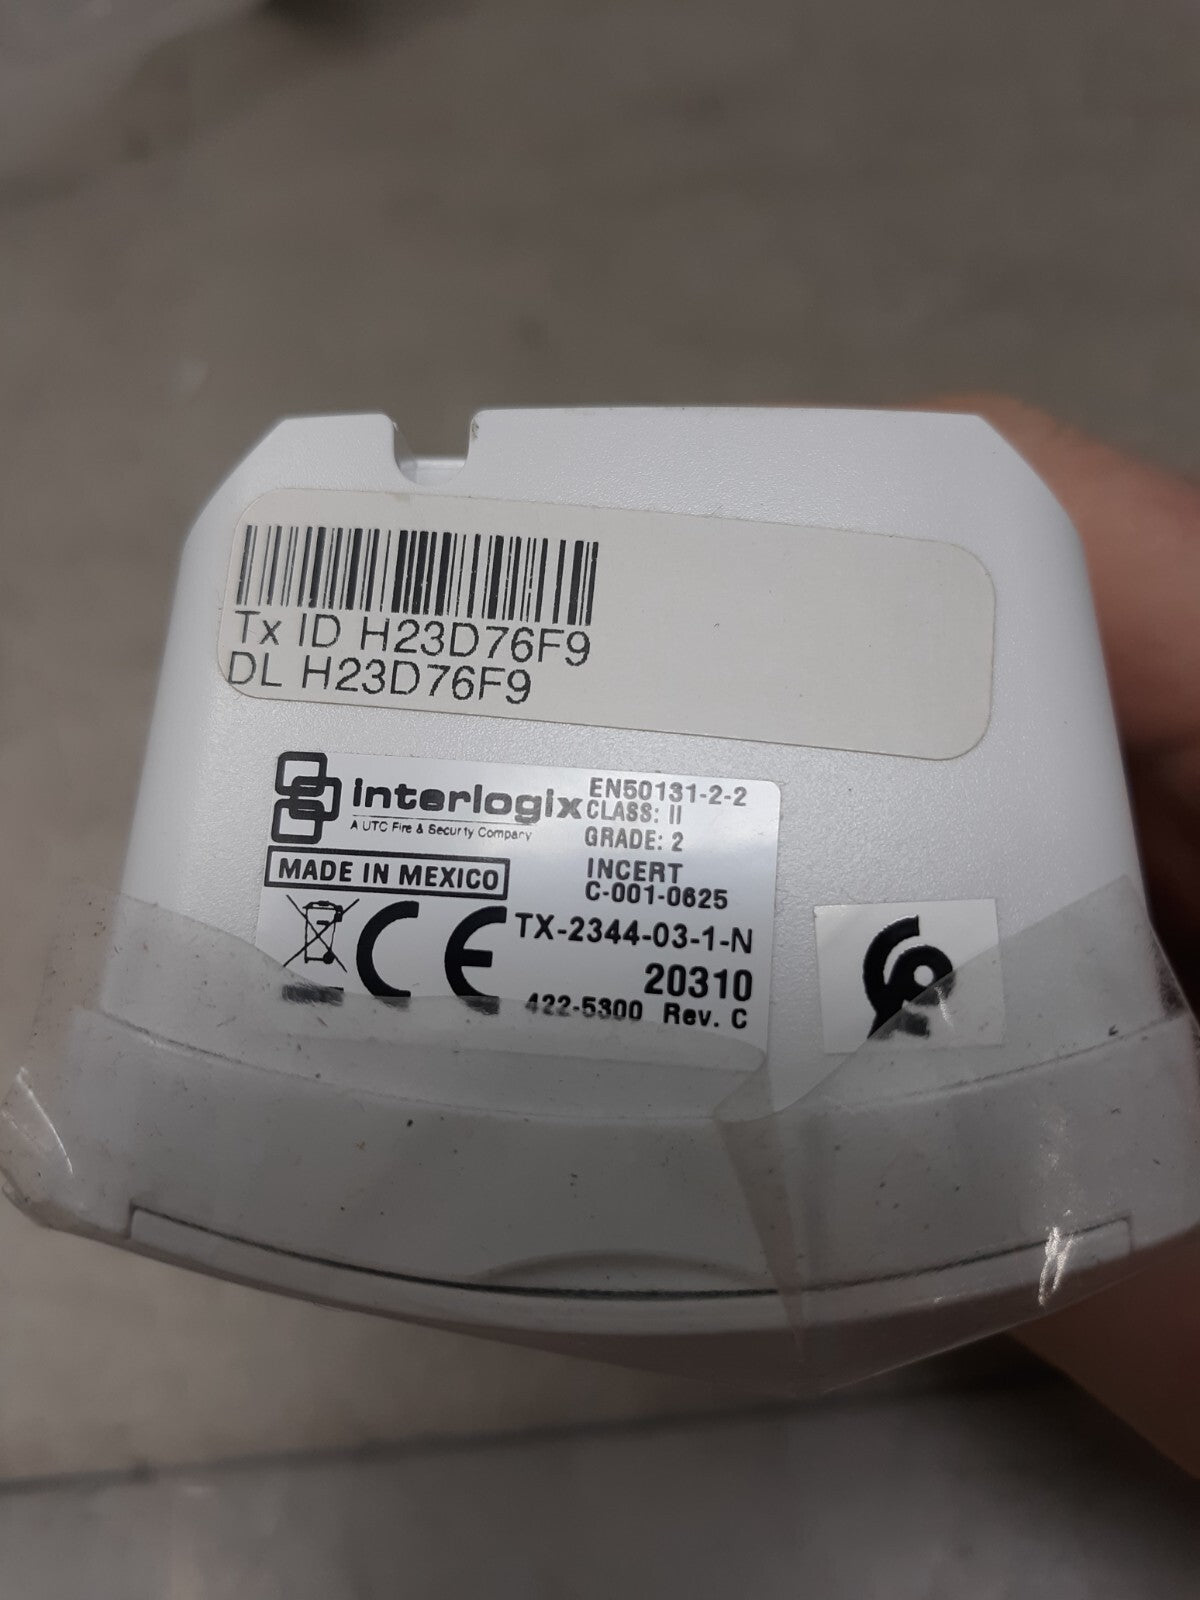 Tx ID H23D76F9
DL H23D76F9
interlogix
A UTC Fire & Security Company
MADE IN MEXICO
EN50131-2-2
CLASS: II
GRADE: 2
INCERT
C-001-0625
CE
TX-2344-03-1-N
20310
422-5300 Rev. C